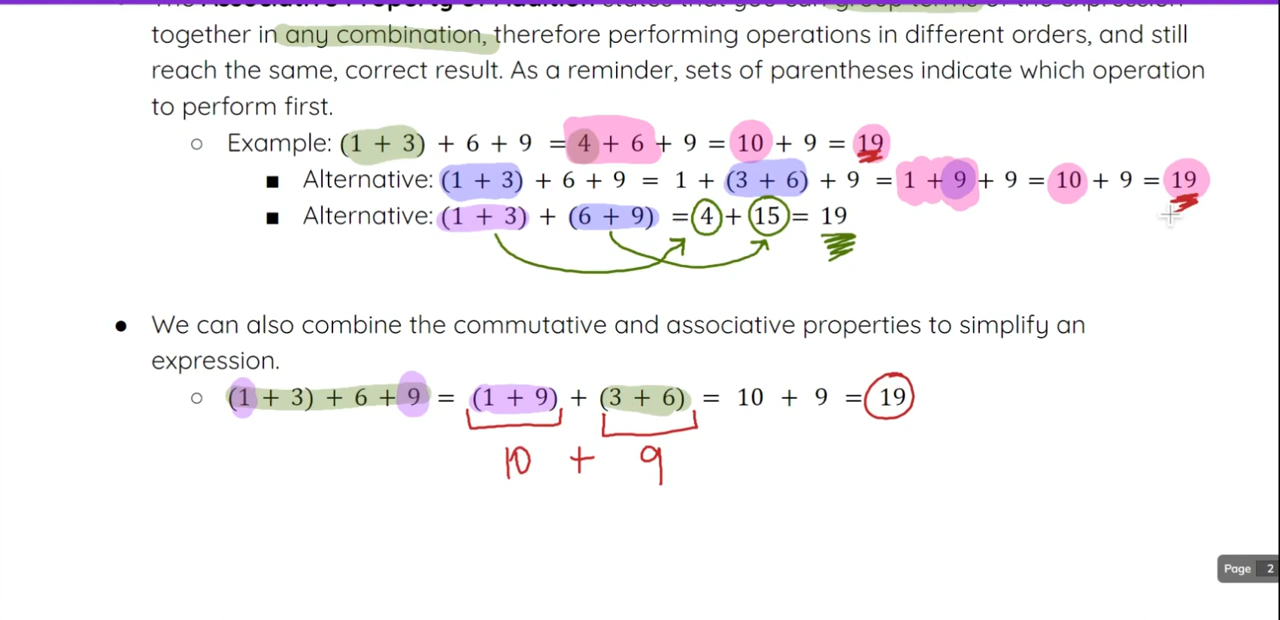 together in any combination, therefore performing operations in different orders, and still
reach the same, correct result. As a reminder, sets of parentheses indicate which operation
to perform first.
○ Example: (1 + 3) + 6 + 9 = 4 + 6 + 9 = 10 + 9 = 19
■ Alternative: (1 + 3) + 6 + 9 = 1 + (3 + 6) + 9 = 1 + 9 + 9 = 10 + 9 = 19
■ Alternative: (1 + 3) + (6 + 9) = 4 + 15 = 19
● We can also combine the commutative and associative properties to simplify an
expression.
○ (1 + 3) + 6 + 9 = (1 + 9) + (3 + 6) = 10 + 9 = 19
10 + 9
Page 2